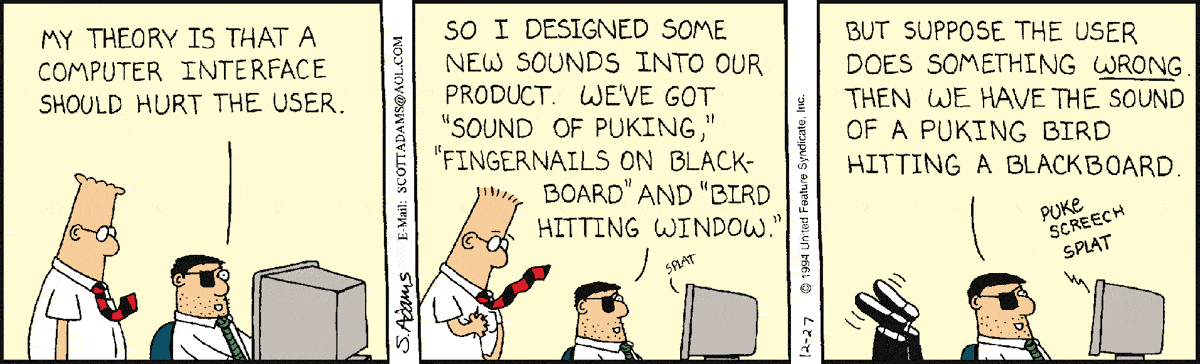 MY THEORY IS THAT A
COMPUTER INTERFACE
SHOULD HURT THE USER.
E-Mail: SCOTTADAMS@AOL.COM
S.Adams
SO I DESIGNED SOME
NEW SOUNDS INTO OUR
PRODUCT. WE'VE GOT
"SOUND OF PUKING,"
"FINGERNAILS ON BLACK-
BOARD" AND "BIRD
HITTING WINDOW."
SPLAT
12-27 © 1994 United Feature Syndicate, Inc.
BUT SUPPOSE THE USER
DOES SOMETHING WRONG.
THEN WE HAVE THE SOUND
OF A PUKING BIRD
HITTING A BLACKBOARD.
PUKE
SCREECH
SPLAT